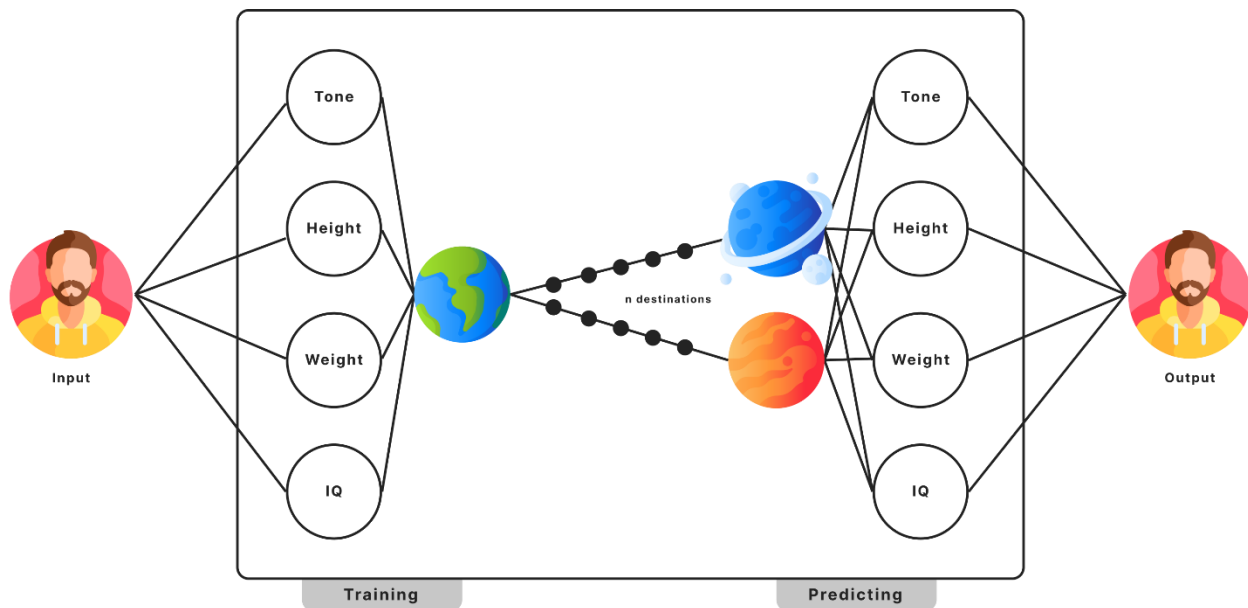 Tone
Height
Weight
IQ
Input
n destinations
Tone
Height
Weight
IQ
Output
Training
Predicting